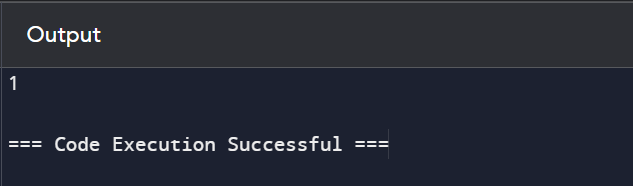 Output
1
=== Code Execution Successful ===